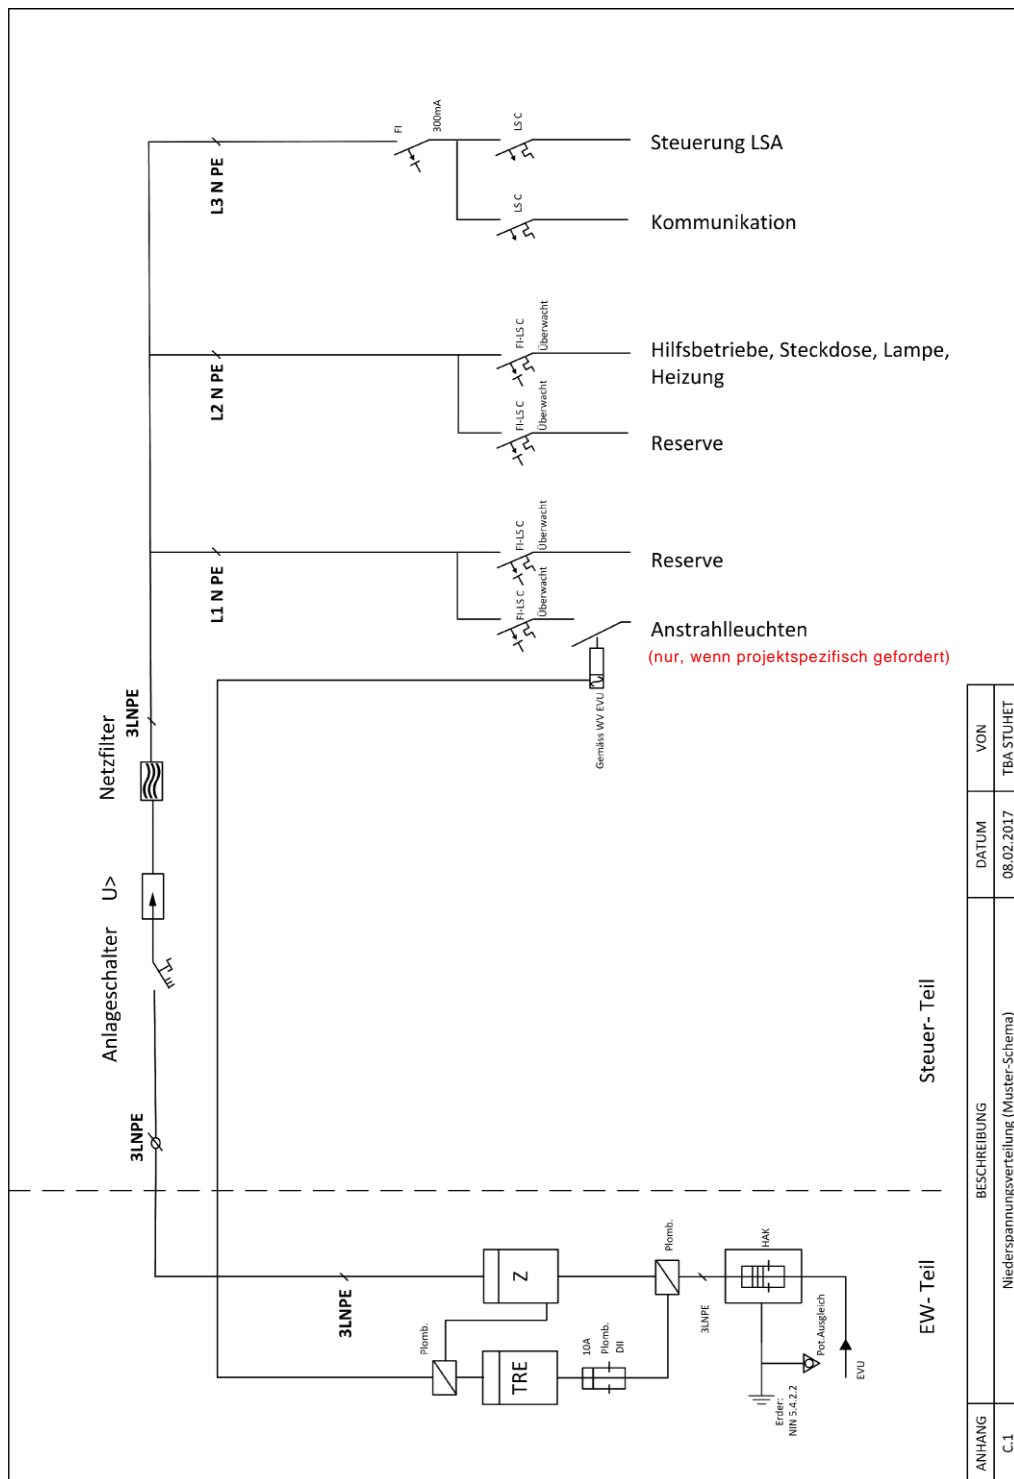 FI
300mA
LS C
Steuerung LSA
L3 N PE
LS C
Kommunikation
FI-LS C
Überwacht
Hilfsbetriebe, Steckdose, Lampe,
Heizung
L2 N PE
FI-LS C
Überwacht
Reserve
FI-LS C
Überwacht
Reserve
L1 N PE
FI-LS C
Überwacht
Anstrahlleuchten
(nur, wenn projektspezifisch gefordert)
Gemäss WV EVU
3LNPE
Netzfilter
U>
Anlageschalter
3LNPE
Steuer- Teil
EW- Teil
3LNPE
Z
Plomb.
Plomb.
TRE
10A
Plomb.
DII
3LNPE
HAK
Pot.Ausgleich
EVU
Erder:
NIN 5.4.2.2
ANHANG
BESCHREIBUNG
DATUM
VON
C.1
Niederspannungsverteilung (Muster-Schema)
08.02.2017
TBA STUHET